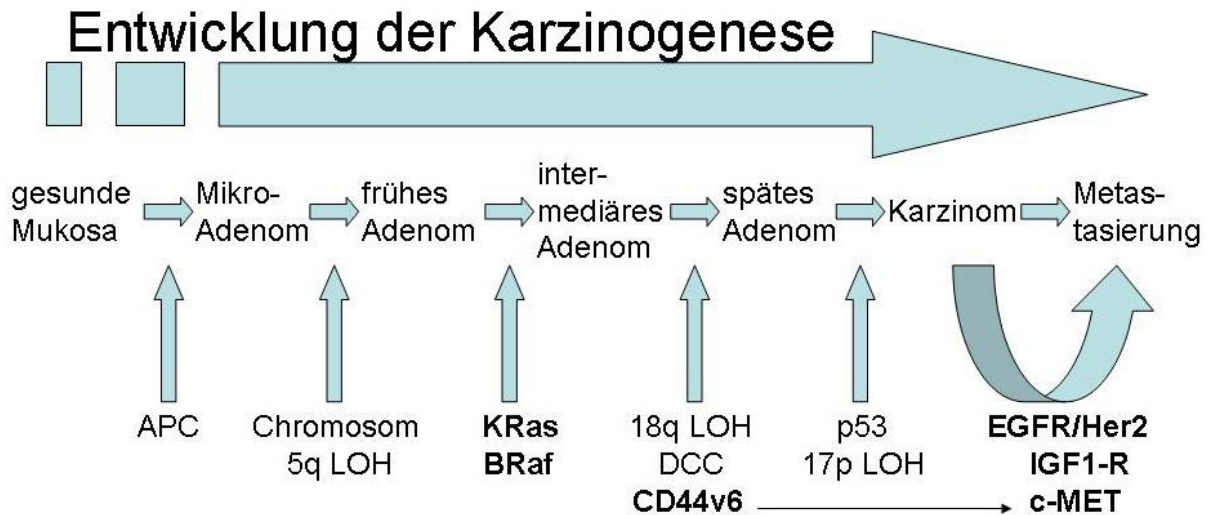 Entwicklung der Karzinogenese
gesunde
Mukosa
Mikro-
Adenom
frühes
Adenom
inter-
mediäres
Adenom
spätes
Adenom
Karzinom
Metas-
tasierung
APC
Chromosom
5q LOH
KRas
BRaf
18q LOH
DCC
CD44v6
p53
17p LOH
EGFR/Her2
IGF1-R
c-MET